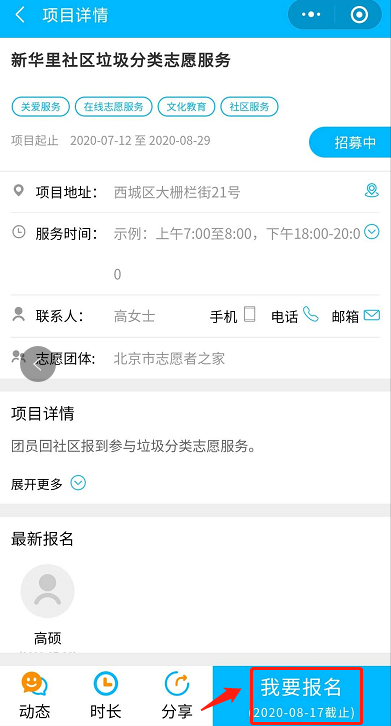 项目详情
新华里社区垃圾分类志愿服务
关爱服务 在线志愿服务 文化教育 社区服务
项目起止 2020-07-12 至 2020-08-29
招募中
项目地址： 西城区大栅栏街21号
服务时间： 示例：上午7:00至8:00，下午18:00-20:0
0
联系人： 高女士 手机 电话 邮箱
志愿团体: 北京市志愿者之家
项目详情
团员回社区报到参与垃圾分类志愿服务。
展开更多
最新报名
高硕
动态 时长 分享 我要报名
(2020-08-17截止)